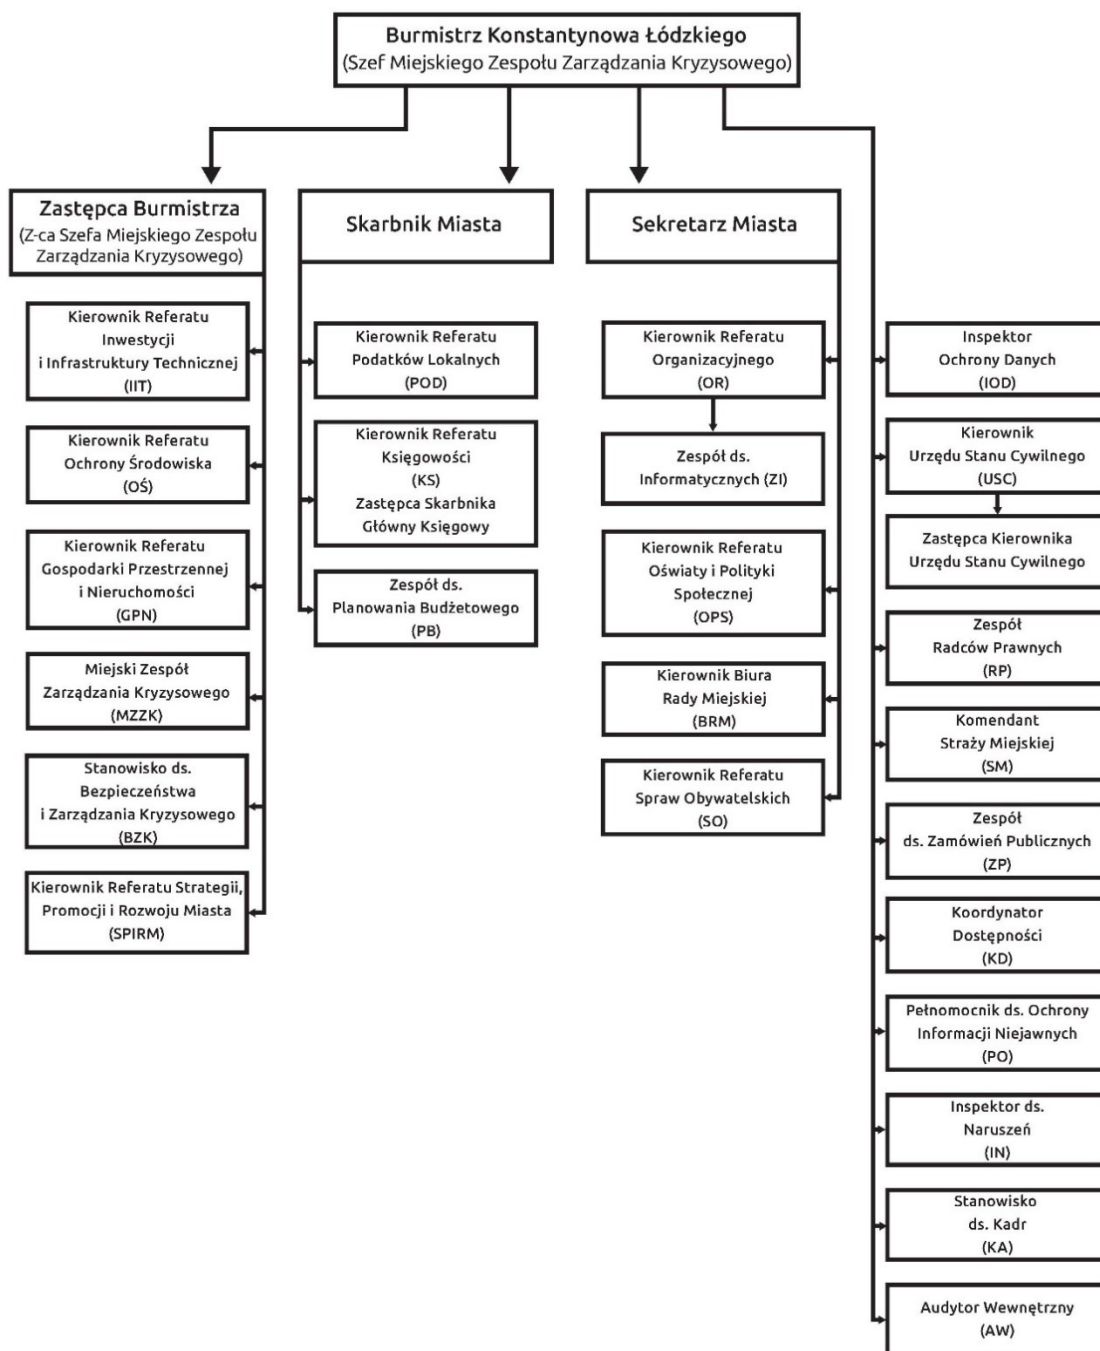 Burmistrz Konstantynowa Łódzkiego
(Szef Miejskiego Zespołu Zarządzania Kryzysowego)
Zastępca Burmistrza
(Z-ca Szefa Miejskiego Zespołu
Zarządzania Kryzysowego)
Kierownik Referatu
Inwestycji
i Infrastruktury Technicznej
(IIT)
Kierownik Referatu
Ochrony Środowiska
(OŚ)
Kierownik Referatu
Gospodarki Przestrzennej
i Nieruchomości
(GPN)
Miejski Zespół
Zarządzania Kryzysowego
(MZZK)
Stanowisko ds.
Bezpieczeństwa
i Zarządzania Kryzysowego
(BZK)
Kierownik Referatu Strategii,
Promocji i Rozwoju Miasta
(SPIRM)
Skarbnik Miasta
Kierownik Referatu
Podatków Lokalnych
(POD)
Kierownik Referatu
Księgowości
(KS)
Zastępca Skarbnika
Główny Księgowy
Zespół ds.
Planowania Budżetowego
(PB)
Sekretarz Miasta
Kierownik Referatu
Organizacyjnego
(OR)
Zespół ds.
Informatycznych (ZI)
Kierownik Referatu
Oświaty i Polityki
Społecznej
(OPS)
Kierownik Biura
Rady Miejskiej
(BRM)
Kierownik Referatu
Spraw Obywatelskich
(SO)
Inspektor
Ochrony Danych
(IOD)
Kierownik
Urzędu Stanu Cywilnego
(USC)
Zastępca Kierownika
Urzędu Stanu Cywilnego
Zespół
Radców Prawnych
(RP)
Komendant
Straży Miejskiej
(SM)
Zespół
ds. Zamówień Publicznych
(ZP)
Koordynator
Dostępności
(KD)
Pełnomocnik ds. Ochrony
Informacji Niejawnych
(PO)
Inspektor ds.
Naruszeń
(IN)
Stanowisko
ds. Kadr
(KA)
Audytor Wewnętrzny
(AW)